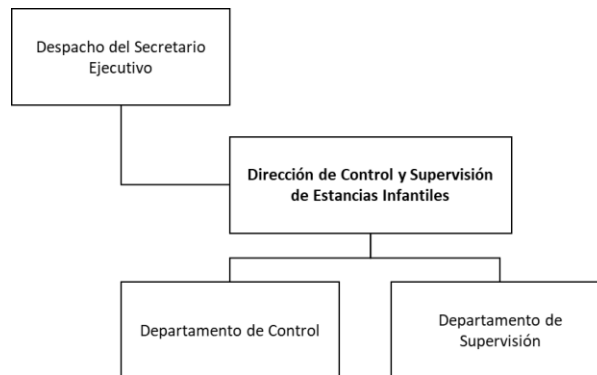 Despacho del Secretario
Ejecutivo
Dirección de Control y Supervisión
de Estancias Infantiles
Departamento de Control
Departamento de
Supervisión